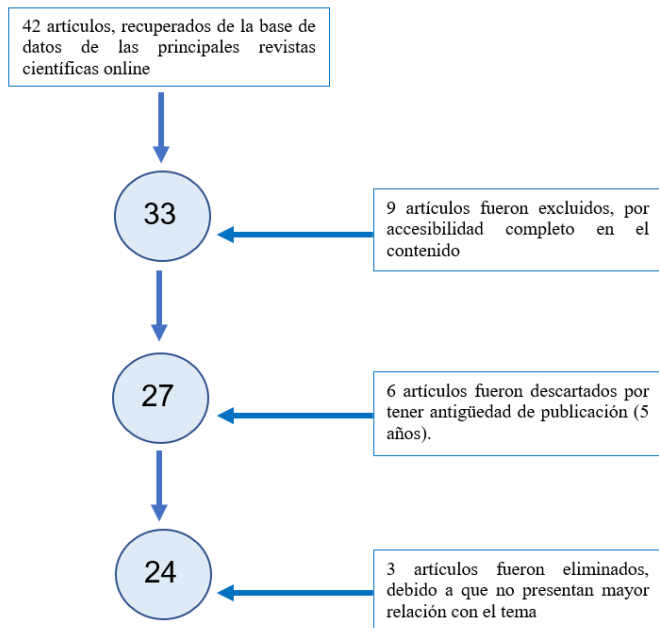 42 artículos, recuperados de la base de
datos de las principales revistas
científicas online
33
9 artículos fueron excluidos, por
accesibilidad completo en el
contenido
27
6 artículos fueron descartados por
tener antigüedad de publicación (5
años).
24
3 artículos fueron eliminados,
debido a que no presentan mayor
relación con el tema